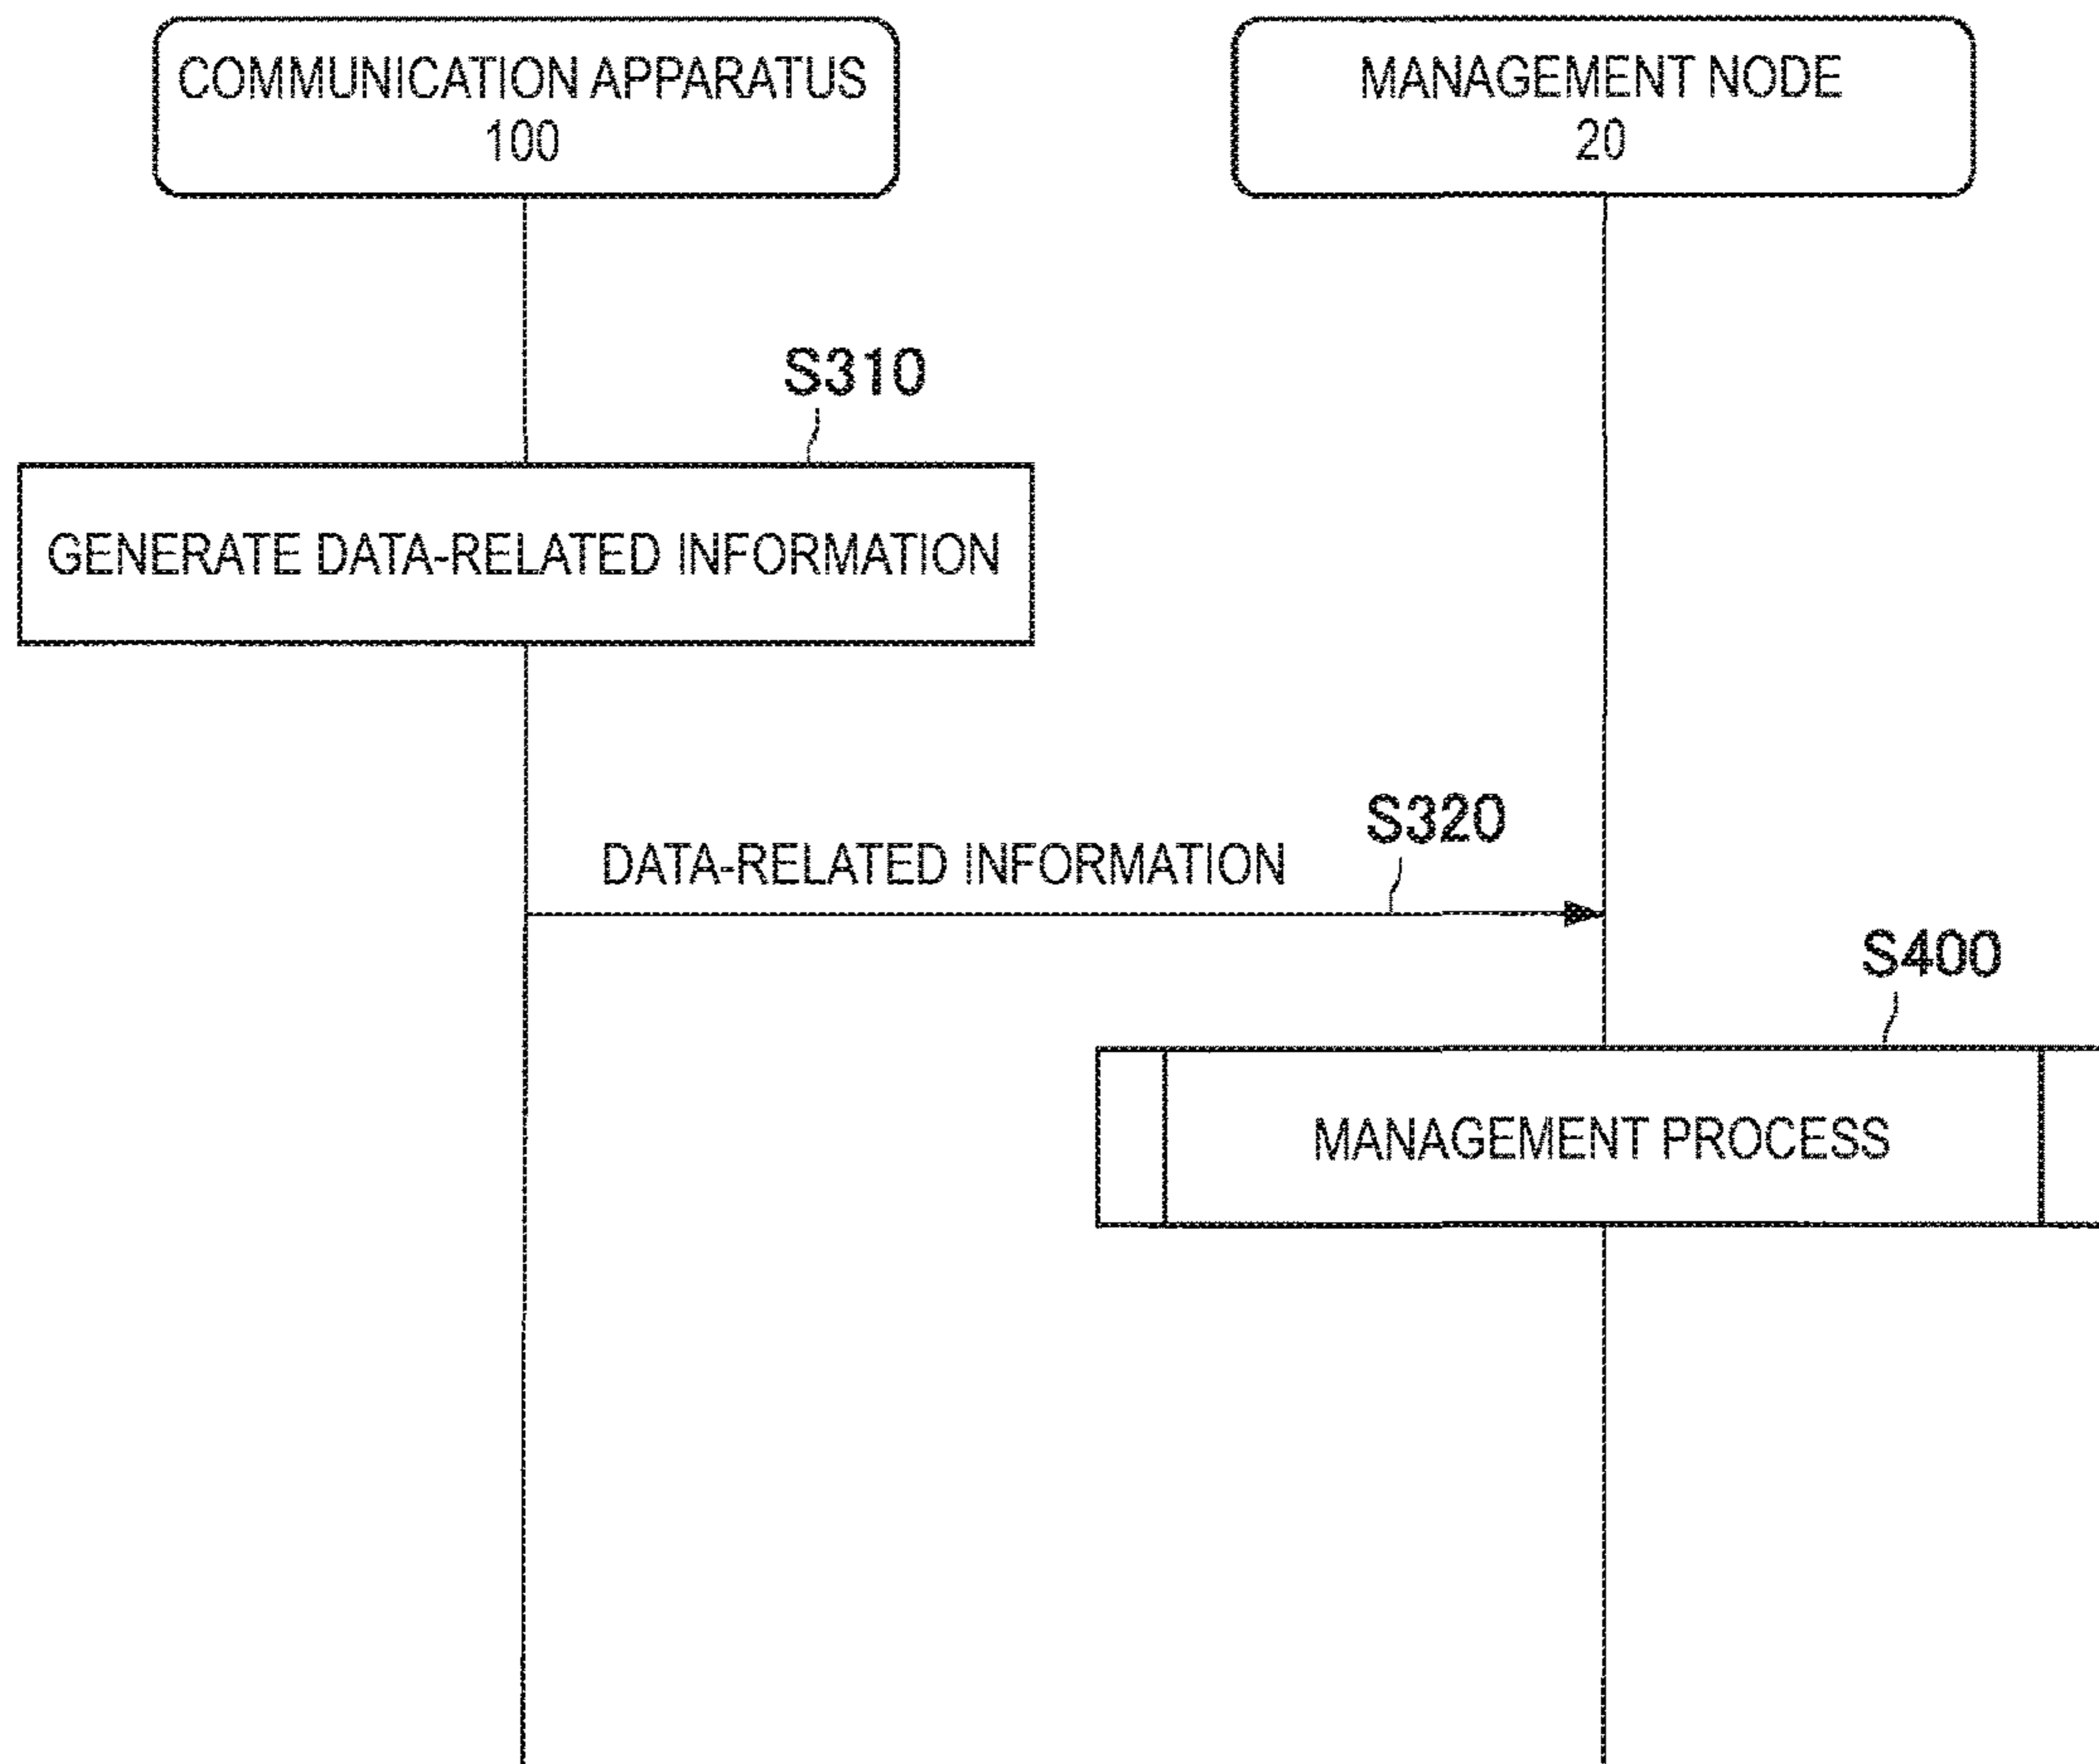 COMMUNICATION APPARATUS
100
MANAGEMENT NODE
20
S310
GENERATE DATA-RELATED INFORMATION
S320
DATA-RELATED INFORMATION
S400
MANAGEMENT PROCESS